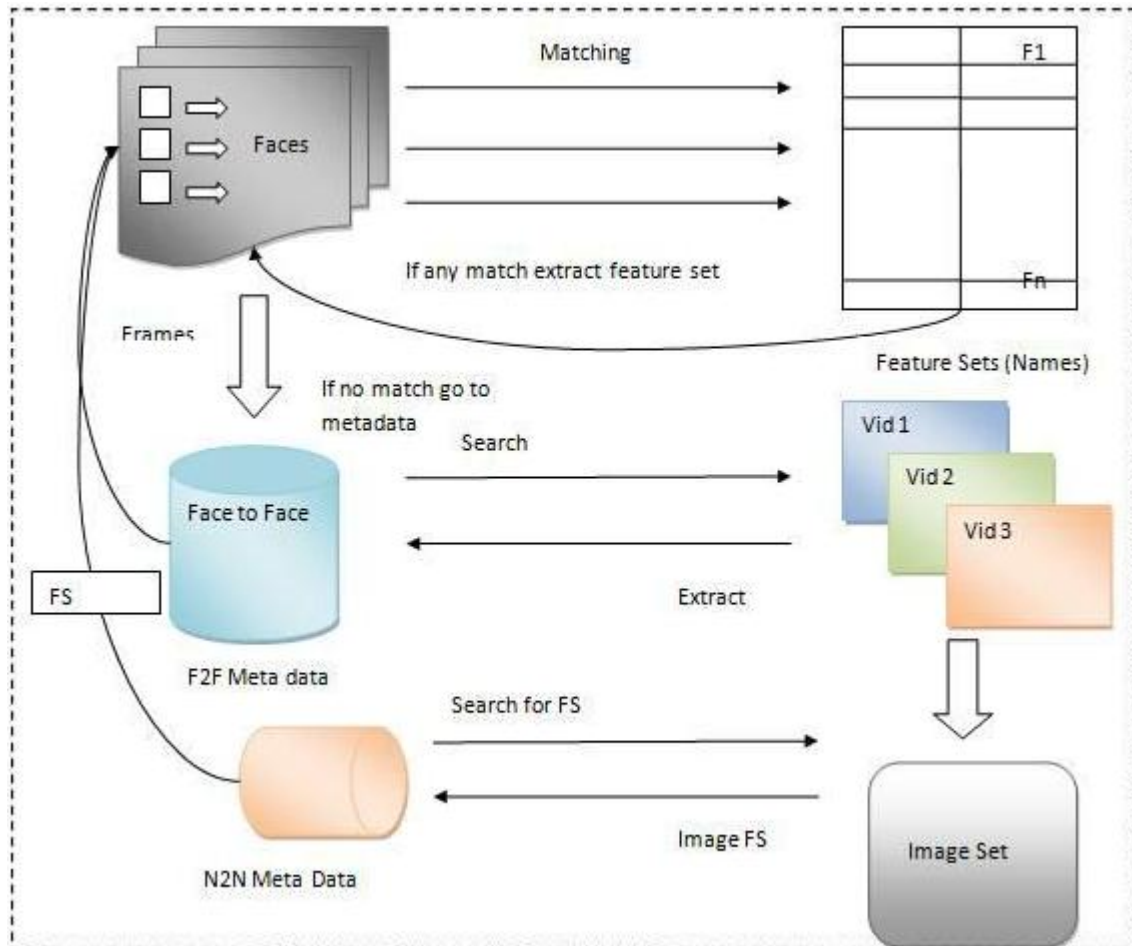 Matching
F1
Faces
If any match extract feature set
Fn
Frames
Feature Sets (Names)
If no match go to
metadata
Search
Vid 1
Vid 2
Vid 3
Face to Face
Extract
FS
F2F Meta data
Search for FS
Image FS
Image Set
N2N Meta Data